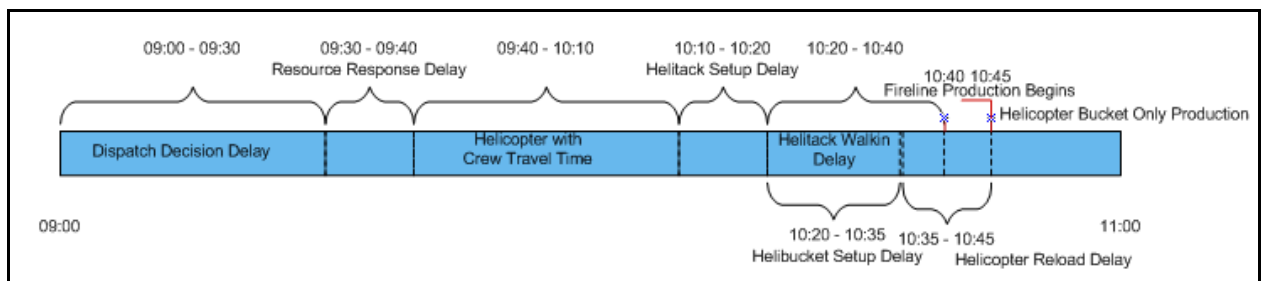 09:00 - 09:30
09:30 - 09:40
Resource Response Delay
09:40 - 10:10
10:10 - 10:20
Helitack Setup Delay
10:20 - 10:40
10:40 10:45
Fireline Production Begins
Helicopter Bucket Only Production
Dispatch Decision Delay
Helicopter with
Crew Travel Time
Helitack Walkin
Delay
09:00
11:00
10:20 - 10:35
Helibucket Setup Delay
10:35 - 10:45
Helicopter Reload Delay